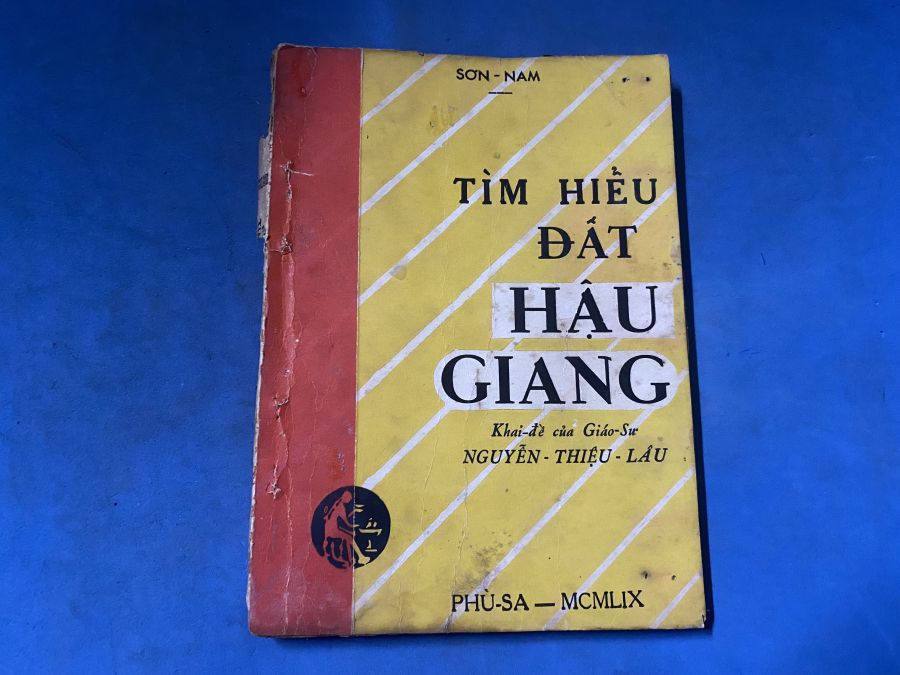 SƠN - NAM
TÌM HIỂU
ĐẤT
HẬU
GIANG
Khai-đề của Giáo-Sư
NGUYỄN - THIỆU - LÂU
PHÙ-SA — MCMLIX